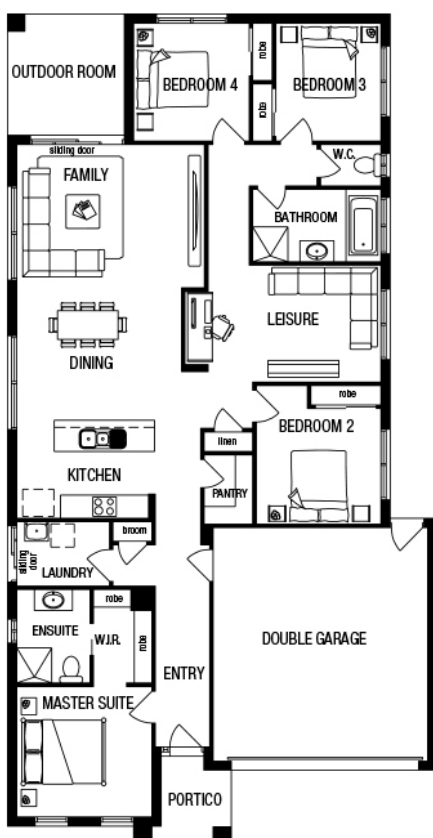 OUTDOOR ROOM
BEDROOM 4
robe
BEDROOM 3
robe
sliding door
FAMILY
W.C.
BATHROOM
LEISURE
DINING
robe
BEDROOM 2
linen
KITCHEN
PANTRY
broom
sliding
door
LAUNDRY
robe
ENSUITE
W.I.R.
robe
DOUBLE GARAGE
ENTRY
MASTER SUITE
PORTICO